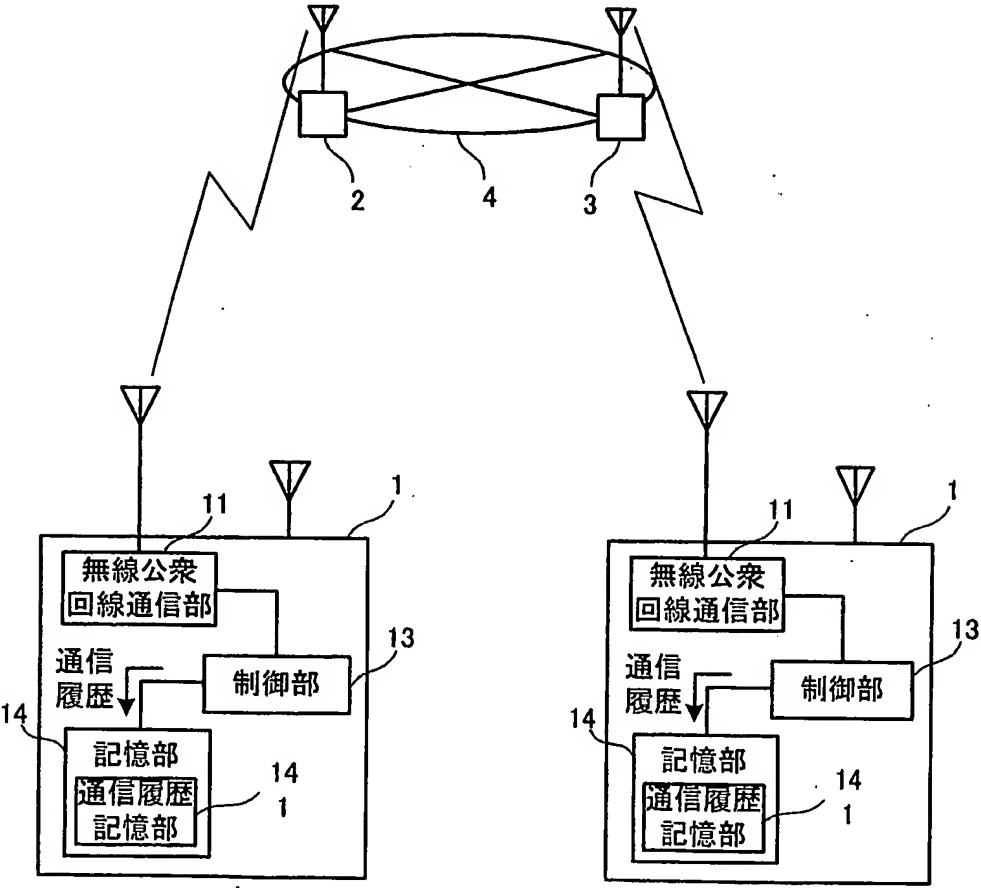 2
4
3
1
11
無線公衆
回線通信部
13
通信
履歴
制御部
14
記憶部
通信履歴
記憶部
14
1
1
11
無線公衆
回線通信部
13
通信
履歴
制御部
14
記憶部
通信履歴
記憶部
14
1